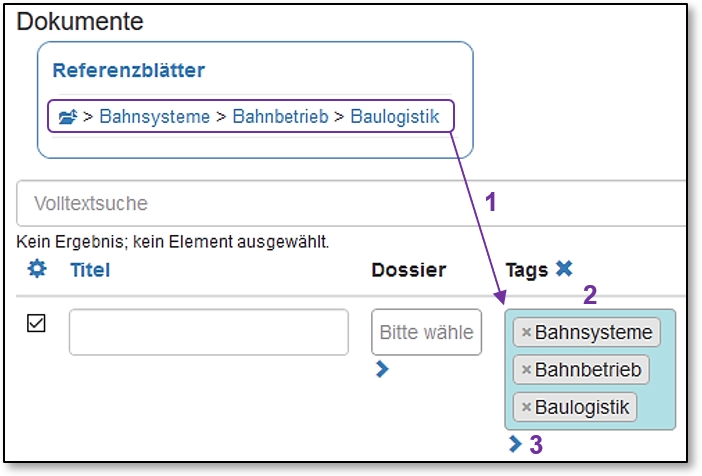 Dokumente
Referenzblätter
> Bahnsysteme > Bahnbetrieb > Baulogistik
1
Volltextsuche
Kein Ergebnis; kein Element ausgewählt.
Titel Dossier Tags
2
Bitte wähle
×Bahnsysteme
×Bahnbetrieb
×Baulogistik
3